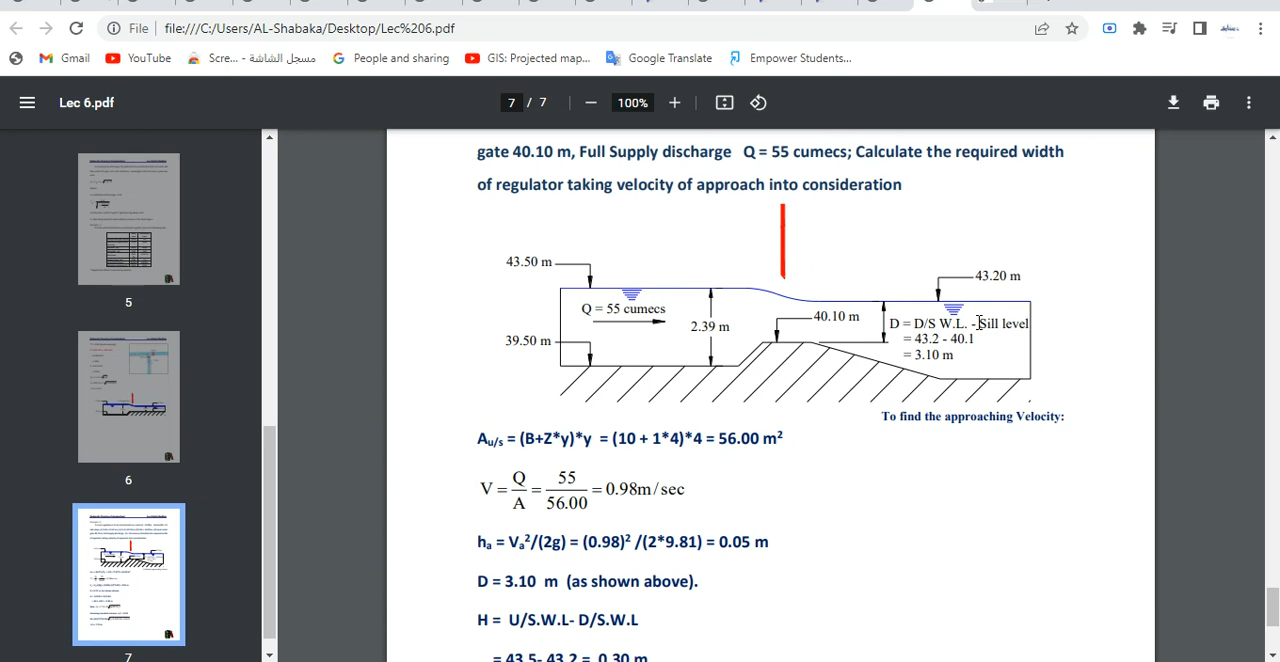 File | file:///C:/Users/AL-Shabaka/Desktop/Lec%206.pdf
Gmail YouTube Scre... - مسجل الشاشة People and sharing GIS: Projected map... Google Translate Empower Students...
Lec 6.pdf 7 / 7 100%
5
6
7
gate 40.10 m, Full Supply discharge Q = 55 cumecs; Calculate the required width
of regulator taking velocity of approach into consideration
43.50 m
43.20 m
Q = 55 cumecs
2.39 m
40.10 m
D = D/S W.L. - Sill level
= 43.2 - 40.1
= 3.10 m
39.50 m
To find the approaching Velocity:
Au/s = (B+Z*y)*y = (10 + 1*4)*4 = 56.00 m²
V = Q/A = 55/56.00 = 0.98m/sec
ha = Va²/(2g) = (0.98)² /(2*9.81) = 0.05 m
D = 3.10 m (as shown above).
H = U/S.W.L- D/S.W.L
= 43.5- 43.2 = 0.30 m